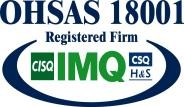 OHSAS 18001
Registered Firm
CISQ IMQ CSQ
H&S